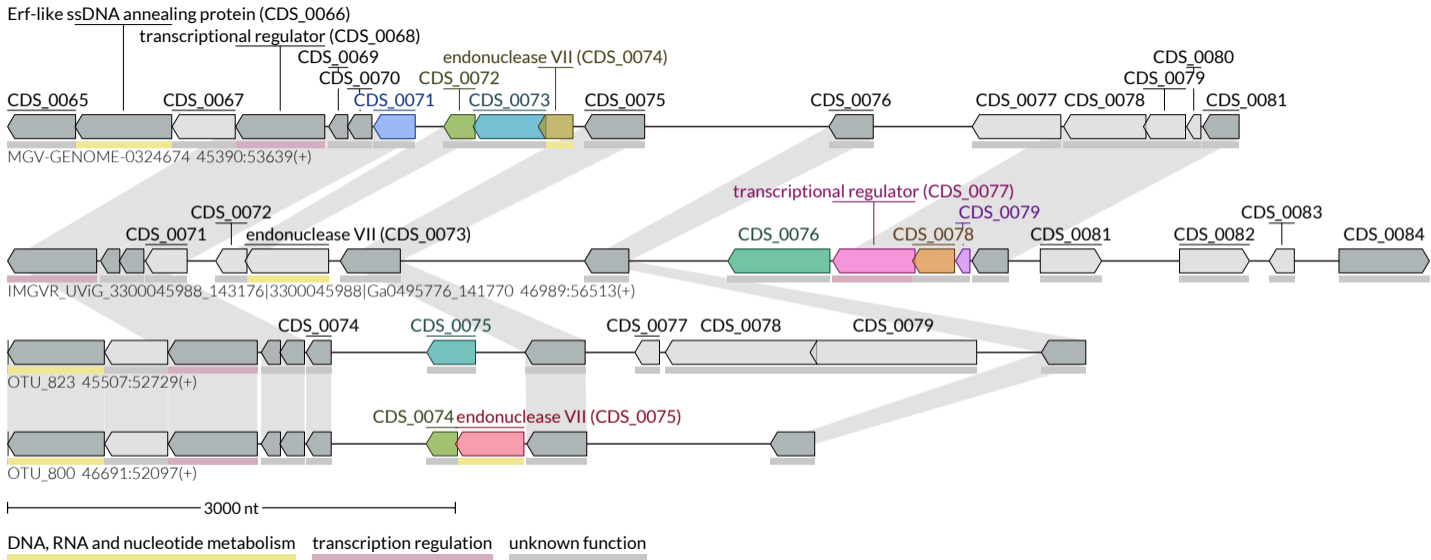 Erf-like ssDNA annealing protein (CDS_0066)
transcriptional regulator (CDS_0068)
CDS_0069
endonuclease VII (CDS_0074)
CDS_0080
CDS_0070
CDS_0072
CDS_0079
CDS_0065
CDS_0067
CDS_0071
CDS_0073
CDS_0075
CDS_0076
CDS_0077
CDS_0078
CDS_0081
MGV-GENOME-0324674 45390:53639(+)
transcriptional regulator (CDS_0077)
CDS_0072
CDS_0079
CDS_0083
CDS_0071
endonuclease VII (CDS_0073)
CDS_0076
CDS_0078
CDS_0081
CDS_0082
CDS_0084
IMGVR_UViG_3300045988_143176|3300045988|Ga0495776_141770 46989:56513(+)
CDS_0074
CDS_0075
CDS_0077
CDS_0078
CDS_0079
OTU_823 45507:52729(+)
CDS_0074
endonuclease VII (CDS_0075)
OTU_800 46691:52097(+)
3000 nt
DNA, RNA and nucleotide metabolism
transcription regulation
unknown function